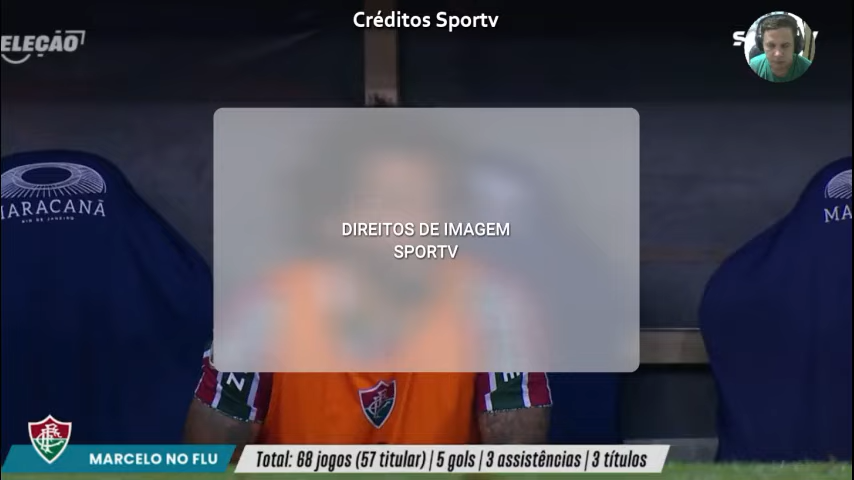 Créditos Sportv
ELEÇÃO
MARACANÃ
RIO DE JANEIRO
MA
DIREITOS DE IMAGEM
SPORTV
MARCELO NO FLU
Total: 68 jogos (57 titular) | 5 gols | 3 assistências | 3 títulos